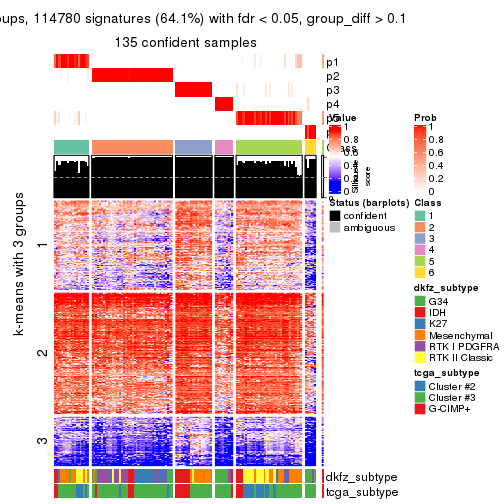 oups, 114780 signatures (64.1%) with fdr < 0.05, group_diff > 0.1
135 confident samples
p1
p2
p3
p4
Value
1
0.8
0.6
0.4
0.2
0
Silhouette
score
Prob
1
0.8
0.6
0.4
0.2
0
Status (barplots)
confident
ambiguous
Class
1
2
3
4
5
6
k-means with 3 groups
1
2
3
dkfz_subtype
G34
IDH
K27
Mesenchymal
RTK I PDGFRA
RTK II Classic
tcga_subtype
Cluster #2
Cluster #3
G-CIMP+
dkfz_subtype
tcga_subtype